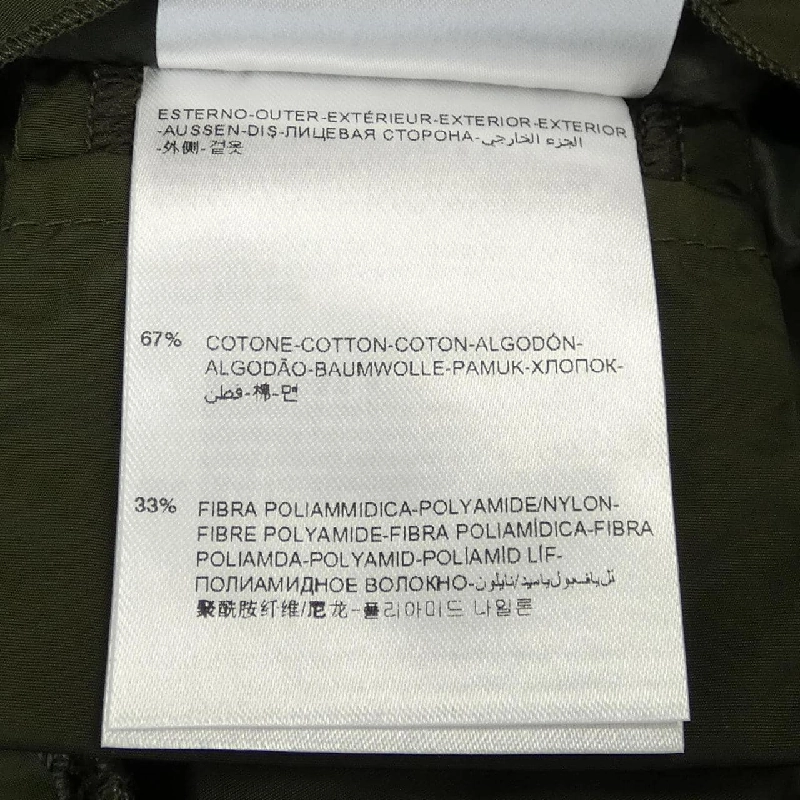 ESTERNO-OUTER-EXTÉRIEUR-EXTERIOR-EXTERIOR
-AUSSEN-DIŞ-ЛИЦЕВАЯ СТОРОНА-الجزء الخارجي
-外侧-겉옷
67% COTONE-COTTON-COTON-ALGODÓN-
ALGODÃO-BAUMWOLLE-PAMUK-ХЛОПОК-
قطن-棉-면
33% FIBRA POLIAMMIDICA-POLYAMIDE/NYLON-
FIBRE POLYAMIDE-FIBRA POLIAMÍDICA-FIBRA
POLIAMDA-POLYAMID-POLİAMİD LİF-
ПОЛИАМИДНОЕ ВОЛОКНО-
聚酰胺纤维/尼龙-폴리아미드 나일론